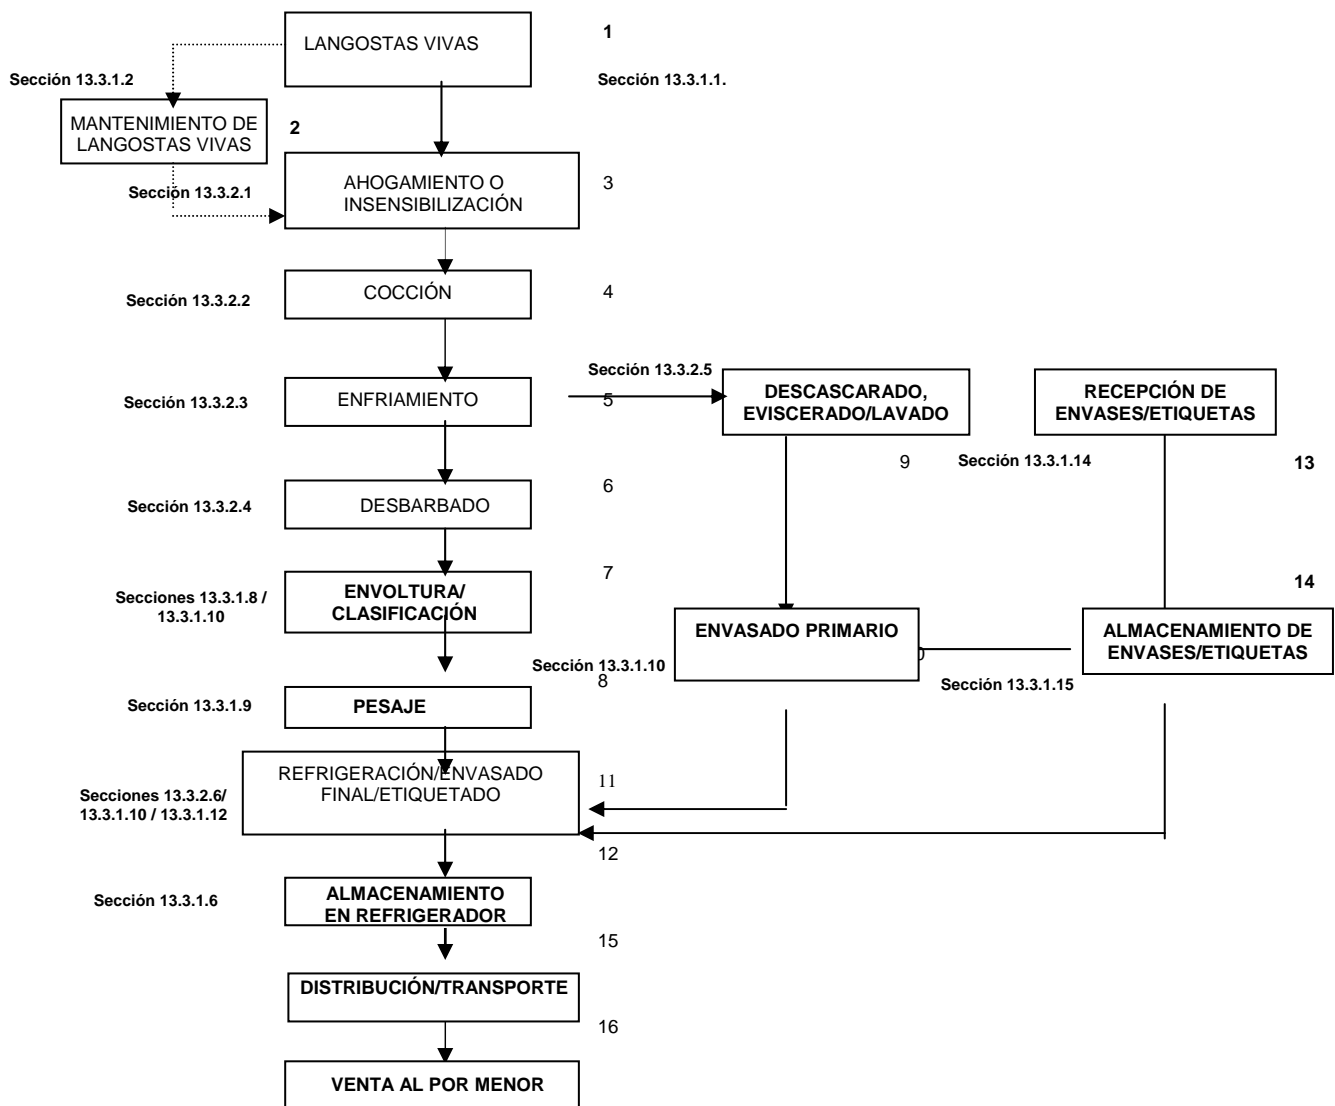 LANGOSTAS VIVAS
1
Sección 13.3.1.2
Sección 13.3.1.1.
MANTENIMIENTO DE
LANGOSTAS VIVAS
2
AHOGAMIENTO O
INSENSIBILIZACIÓN
3
Sección 13.3.2.1
COCCIÓN
4
Sección 13.3.2.2
Sección 13.3.2.5
ENFRIAMIENTO
5
Sección 13.3.2.3
DESCASCARADO,
EVISCERADO/LAVADO
9
RECEPCIÓN DE
ENVASES/ETIQUETAS
Sección 13.3.1.14
13
DESBARBADO
6
Sección 13.3.2.4
ENVOLTURA/
CLASIFICACIÓN
7
Secciones 13.3.1.8 /
13.3.1.10
14
ENVASADO PRIMARIO
ALMACENAMIENTO DE
ENVASES/ETIQUETAS
Sección 13.3.1.10
8
Sección 13.3.1.15
Sección 13.3.1.9
PESAJE
REFRIGERACIÓN/ENVASADO
FINAL/ETIQUETADO
11
Secciones 13.3.2.6/
13.3.1.10 / 13.3.1.12
12
Sección 13.3.1.6
ALMACENAMIENTO
EN REFRIGERADOR
15
DISTRIBUCIÓN/TRANSPORTE
16
VENTA AL POR MENOR